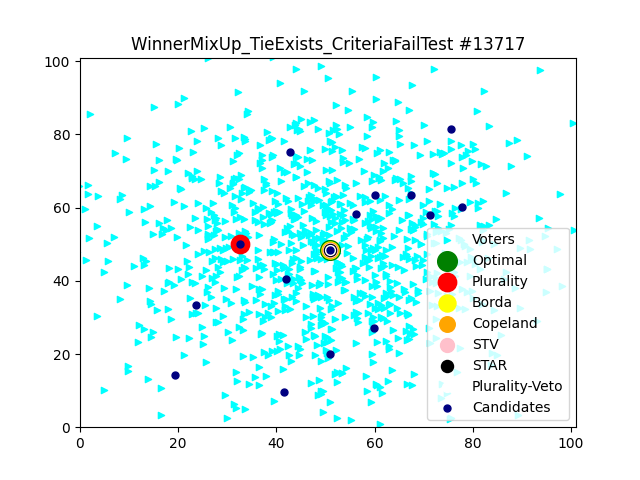 WinnerMixUp_TieExists_CriteriaFailTest #13717
100
80
60
40
20
0
0 20 40 60 80 100
Voters
Optimal
Plurality
Borda
Copeland
STV
STAR
Plurality-Veto
Candidates